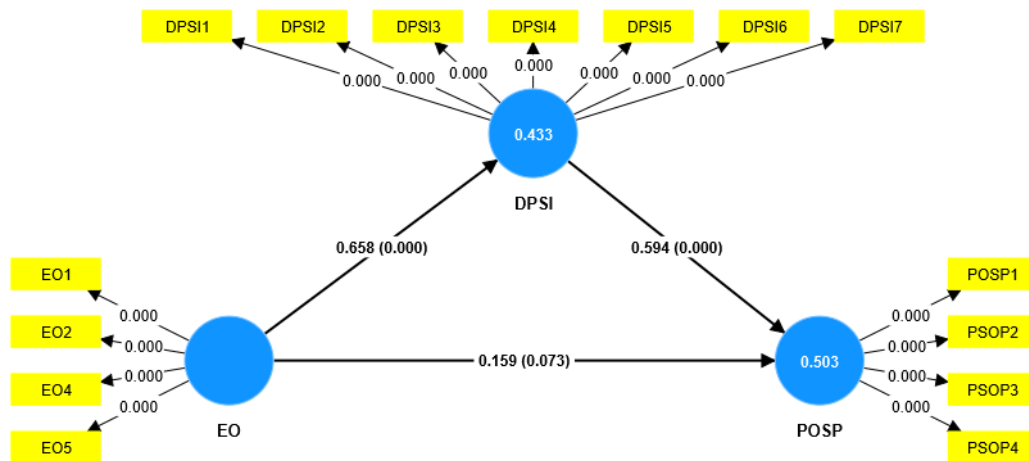 DPSI1 DPSI2 DPSI3 DPSI4 DPSI5 DPSI6 DPSI7
0.000 0.000 0.000 0.000 0.000 0.000 0.000
0.433
DPSI
0.658 (0.000) 0.594 (0.000)
EO1 0.000 0.000 POSP1
EO2 0.000 0.000 PSOP2
EO4 0.000 0.159 (0.073) 0.503 0.000 PSOP3
EO5 0.000 0.000 PSOP4
EO POSP